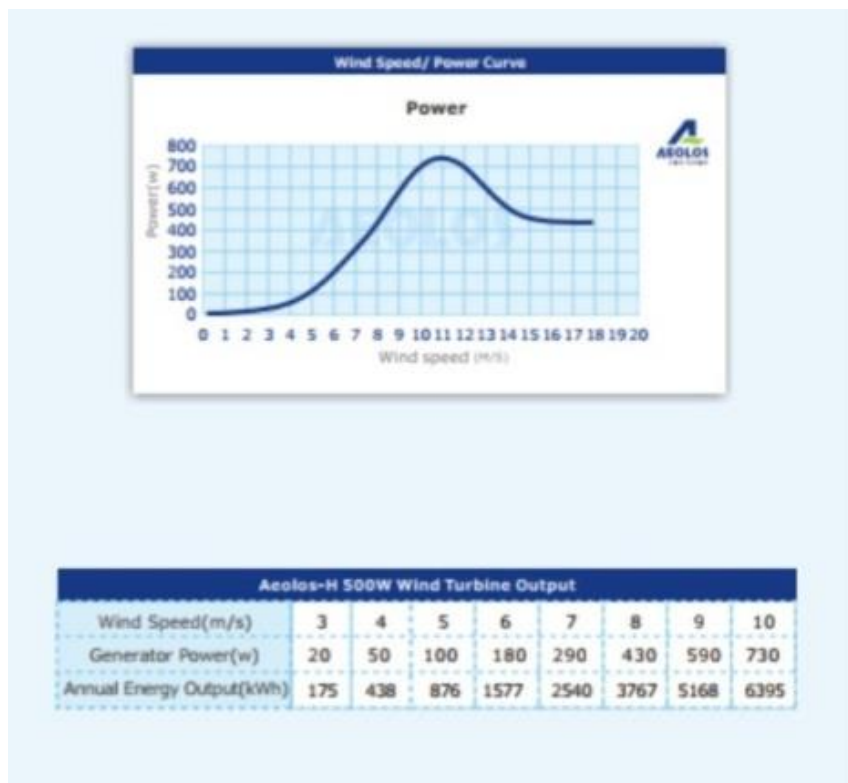 Wind Speed/ Power Curve
Power
AEOLOS
800
700
600
500
400
300
200
100
0
Power(w)
0 1 2 3 4 5 6 7 8 9 10 11 12 13 14 15 16 17 18 19 20
Wind speed (M/S)
AEOLOS
Aeolos-H 500W Wind Turbine Output
Wind Speed(m/s) 3 4 5 6 7 8 9 10
Generator Power(w) 20 50 100 180 290 430 590 730
Annual Energy Output(kWh) 175 438 876 1577 2540 3767 5168 6395